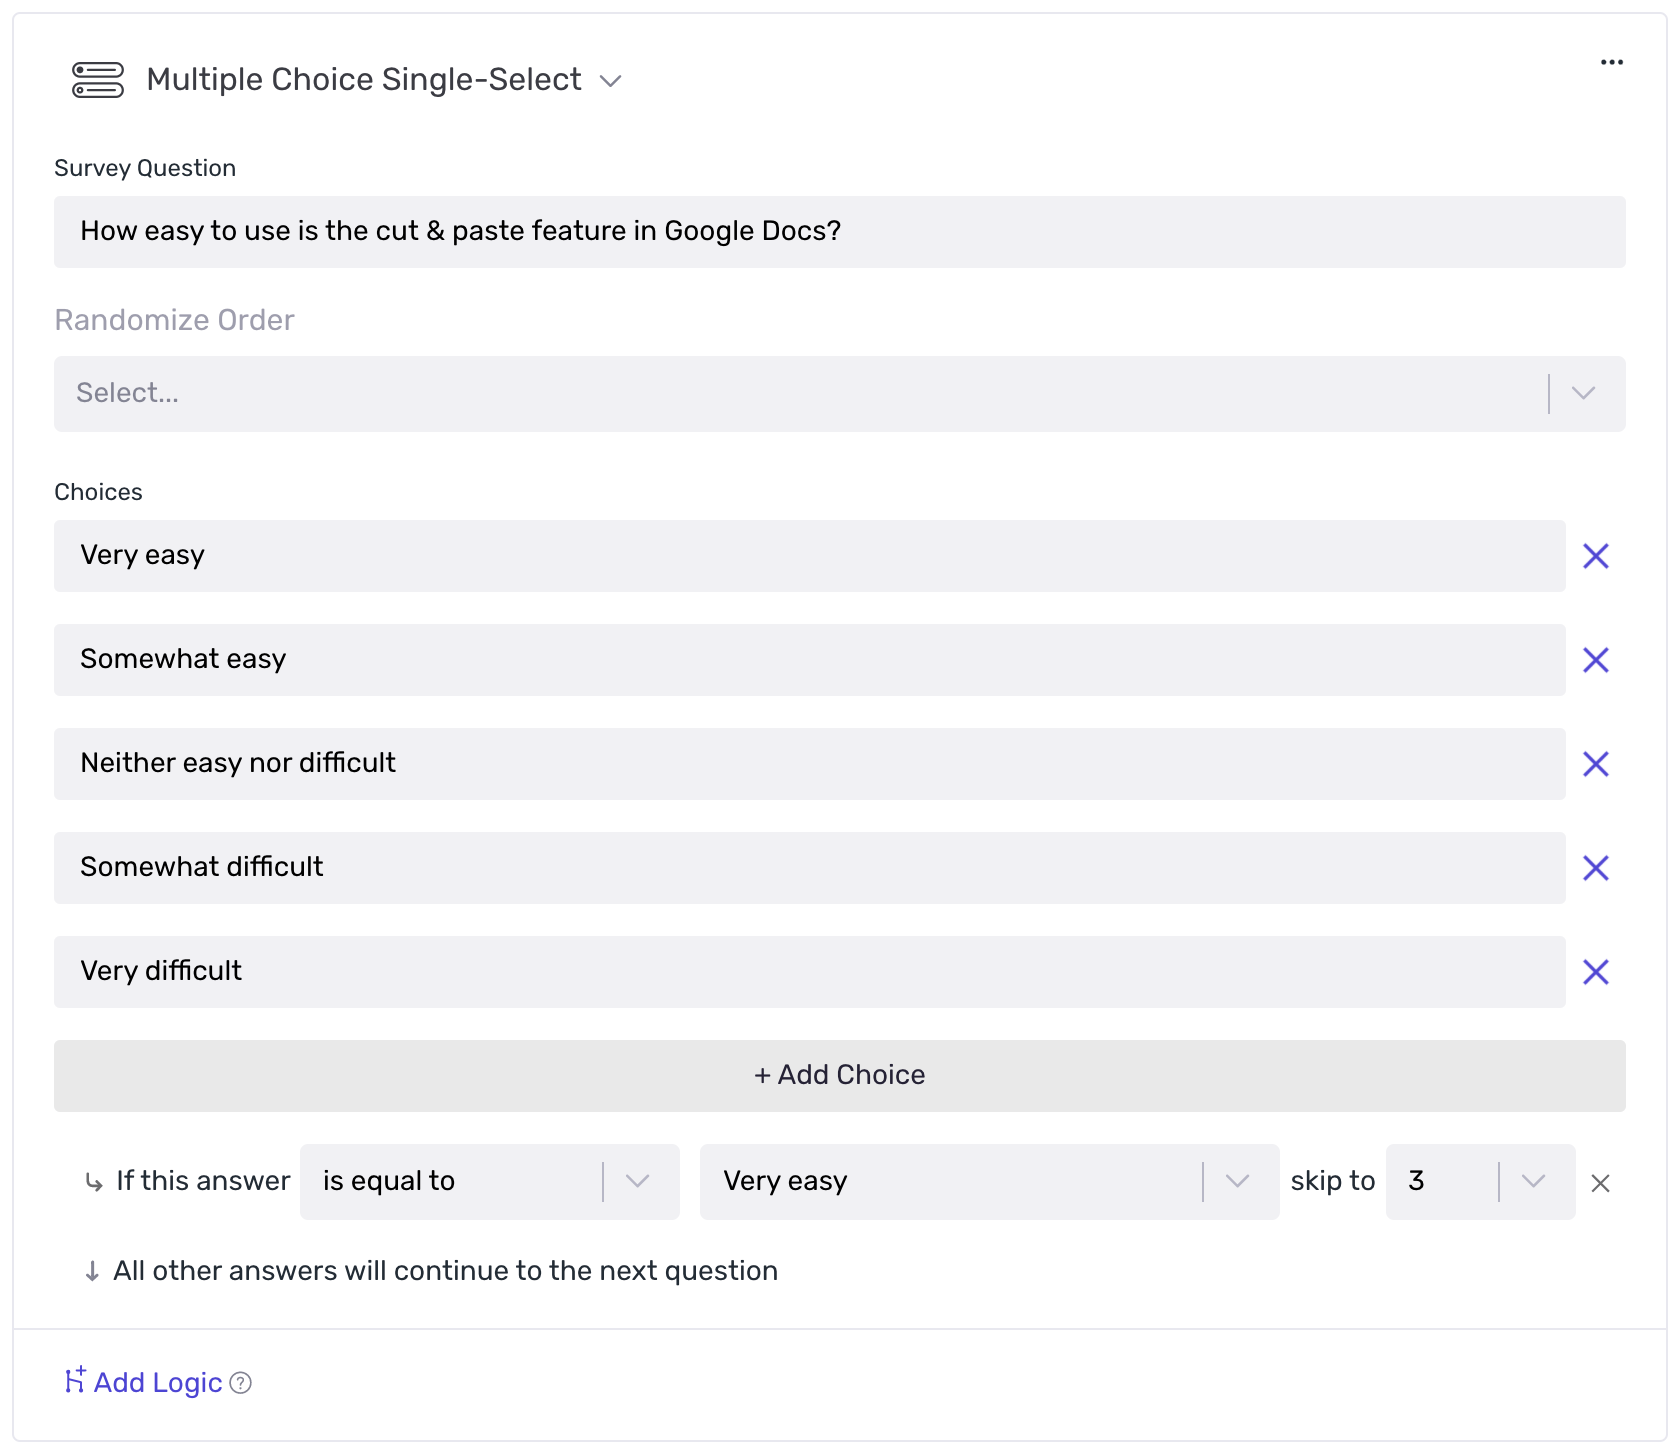 Multiple Choice Single-Select
Survey Question
How easy to use is the cut & paste feature in Google Docs?
Randomize Order
Select...
Choices
Very easy
Somewhat easy
Neither easy nor difficult
Somewhat difficult
Very difficult
+ Add Choice
If this answer is equal to Very easy skip to 3
All other answers will continue to the next question
Add Logic ?